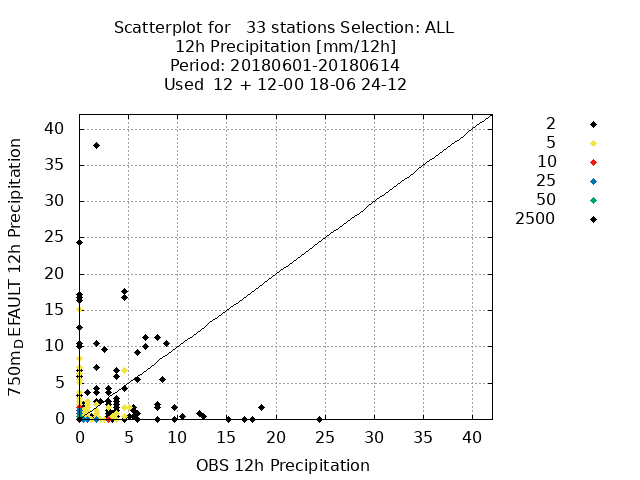 Scatterplot for 33 stations Selection: ALL
12h Precipitation [mm/12h]
Period: 20180601-20180614
Used 12 + 12-00 18-06 24-12
40
35
30
25
20
15
10
5
0
750mDEFAULT 12h Precipitation
0 5 10 15 20 25 30 35 40
OBS 12h Precipitation
2
5
10
25
50
2500